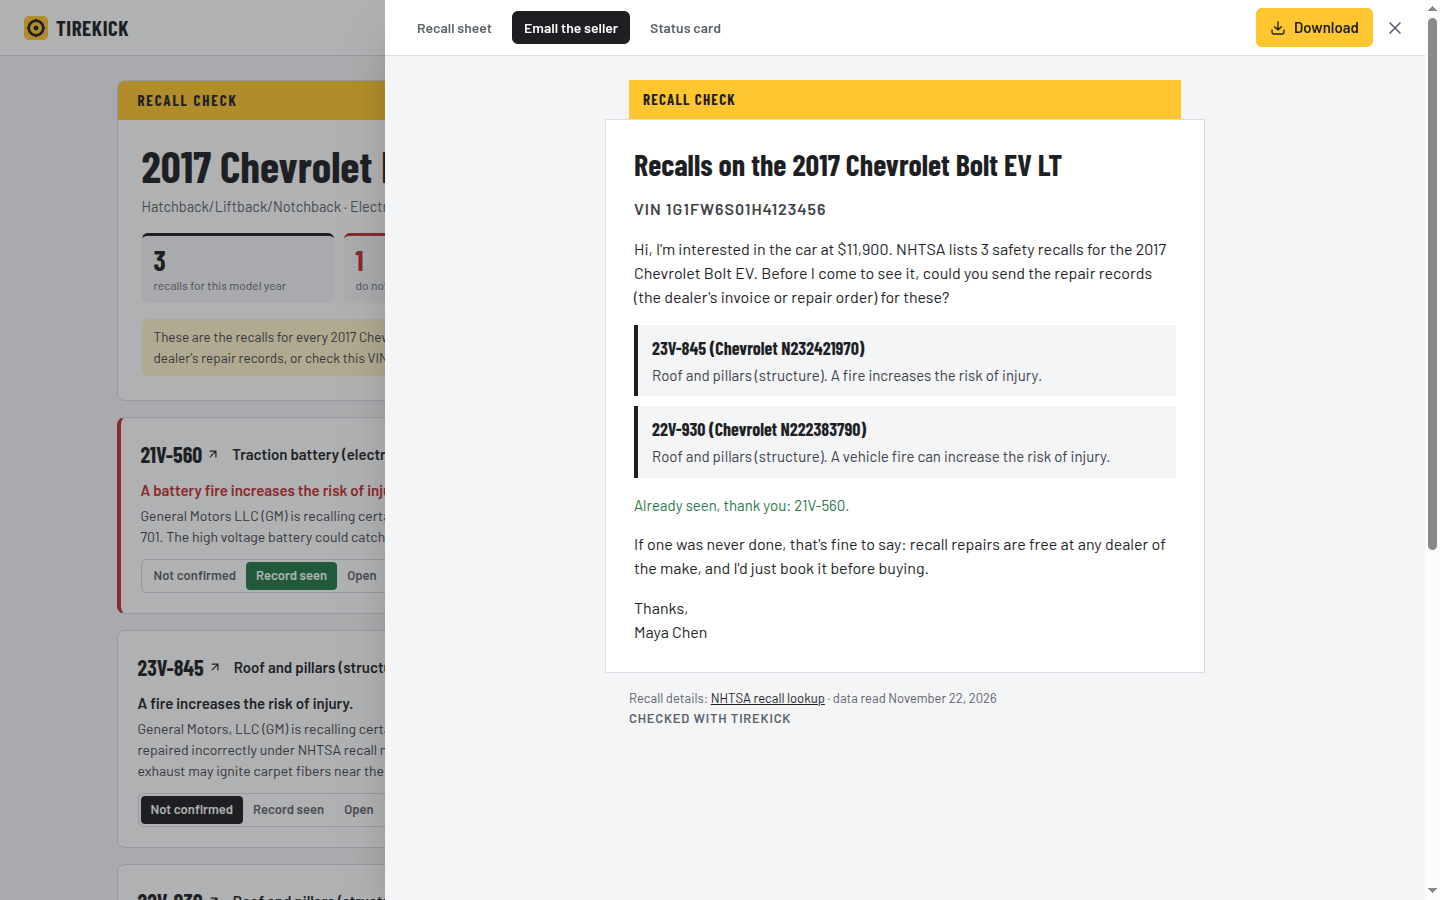 TIREKICK
Recall sheet
Email the seller
Status card
Download
RECALL CHECK
2017 Chevrolet
Hatchback/Liftback/Notchback · Elect
3
recalls for this model year
1
do no
These are the recalls for every 2017 Chev
dealer's repair records, or check this VIN
21V-560
Traction battery (elect
A battery fire increases the risk of inj
General Motors LLC (GM) is recalling cert
701. The high voltage battery could catch
Not confirmed
Record seen
Open
23V-845
Roof and pillars (struct
A fire increases the risk of injury.
General Motors, LLC (GM) is recalling cert
repaired incorrectly under NHTSA recall
exhaust may ignite carpet fibers near the
Not confirmed
Record seen
Open
RECALL CHECK
Recalls on the 2017 Chevrolet Bolt EV LT
VIN 1G1FW6S01H4123456
Hi, I'm interested in the car at $11,900. NHTSA lists 3 safety recalls for the 2017
Chevrolet Bolt EV. Before I come to see it, could you send the repair records
(the dealer's invoice or repair order) for these?
23V-845 (Chevrolet N232421970)
Roof and pillars (structure). A fire increases the risk of injury.
22V-930 (Chevrolet N222383790)
Roof and pillars (structure). A vehicle fire can increase the risk of injury.
Already seen, thank you: 21V-560.
If one was never done, that's fine to say: recall repairs are free at any dealer of
the make, and I'd just book it before buying.
Thanks,
Maya Chen
Recall details: NHTSA recall lookup · data read November 22, 2026
CHECKED WITH TIREKICK